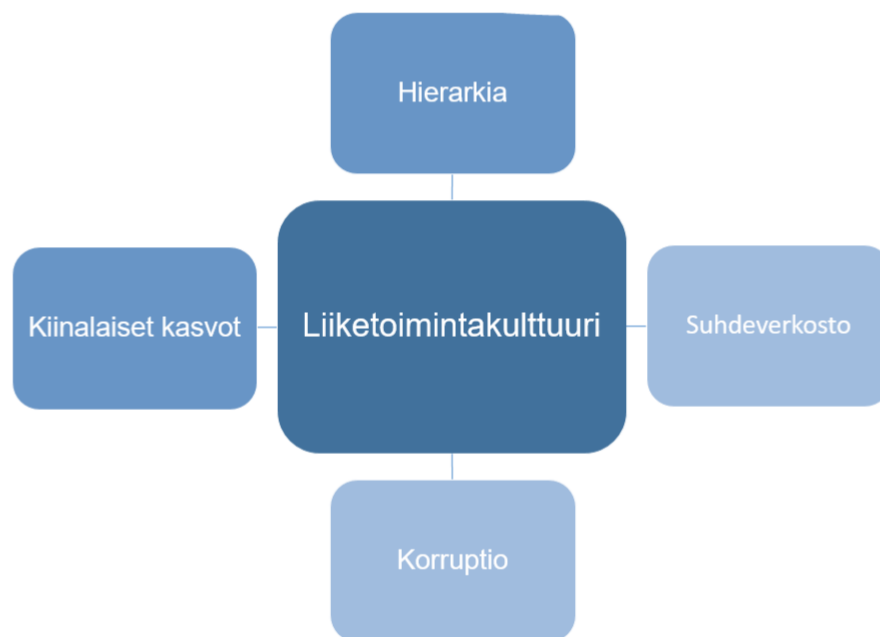 Hierarkia
Kiinalaiset kasvot
Liiketoimintakulttuuri
Suhdeverkosto
Korruptio